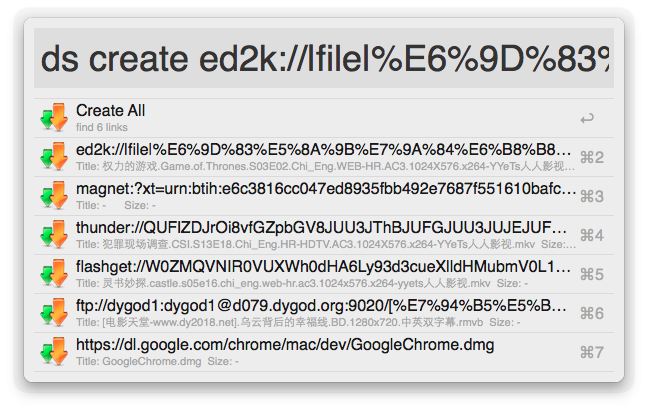 ds create ed2k://|file|%E6%9D%83%
Create All
find 6 links
↩
ed2k://|file|%E6%9D%83%E5%8A%9B%E7%9A%84%E6%B8%B8...
Title: 权力的游戏.Game.of.Thrones.S03E02.Chi_Eng.WEB-HR.AC3.1024X576.x264-YYeTs人人影视...
⌘2
magnet:?xt=urn:btih:e6c3816cc047ed8935fbb492e7687f551610bafc...
Title: - Size: -
⌘3
thunder://QUFlZDJrOi8vfGZpbGV8JUU3JThBJUFGJUU3JUJEJUF...
Title: 犯罪现场调查.CSI.S13E18.Chi_Eng.HR-HDTV.AC3.1024X576.x264-YYeTs人人影视.mkv Size:...
⌘4
flashget://W0ZMQVNIR0VUXWh0dHA6Ly93d3cueXlldHMubmV0L1...
Title: 灵书妙探.castle.s05e16.chi_eng.web-hr.ac3.1024x576.x264-yyets人人影视.mkv Size: -
⌘5
ftp://dygod1:dygod1@d079.dygod.org:9020/[%E7%94%B5%E5%B...
Title: [电影天堂-www.dy2018.net].乌云背后的幸福线.BD.1280x720.中英双字幕.rmvb Size: -
⌘6
https://dl.google.com/chrome/mac/dev/GoogleChrome.dmg
Title: GoogleChrome.dmg Size: -
⌘7